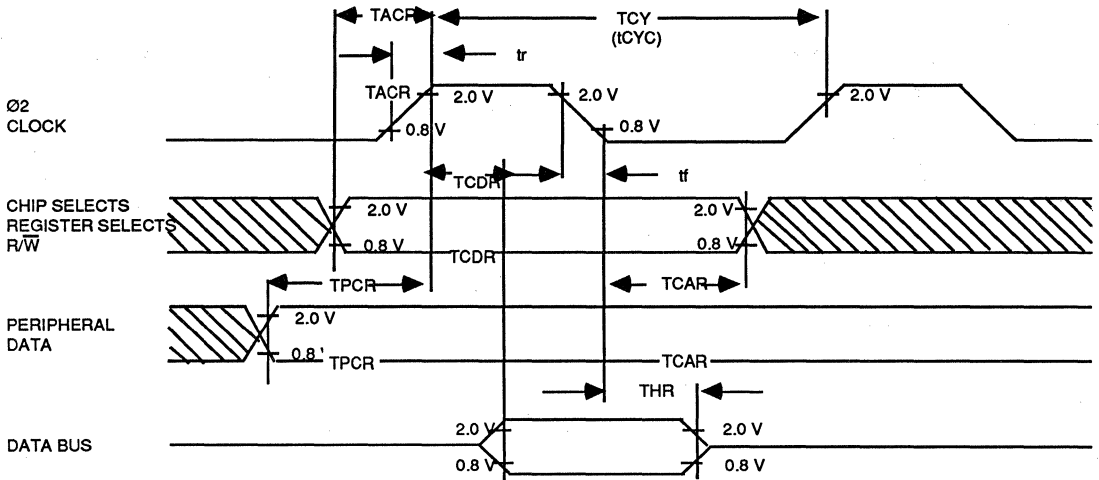 TACR
TCY
(tCYC)
tr
Ø2
CLOCK
TACR
2.0 V
0.8 V
2.0 V
0.8 V
2.0 V
TCDR
tf
CHIP SELECTS
REGISTER SELECTS
R/W̅
2.0 V
0.8 V
2.0 V
0.8 V
TCDR
TPCR
TCAR
PERIPHERAL
DATA
2.0 V
0.8 '
TPCR
TCAR
THR
DATA BUS
2.0 V
0.8 V
2.0 V
0.8 V